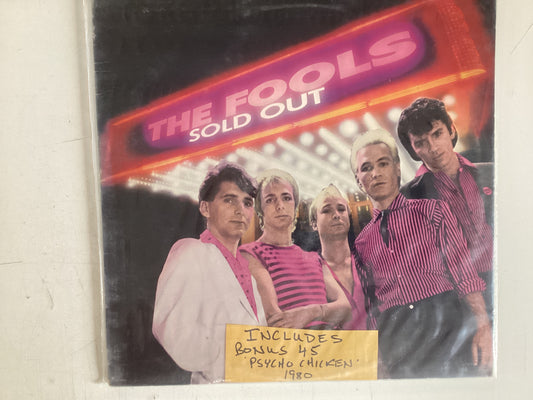 THE FOOLS
SOLD OUT
INCLUDES
BONUS 45
'PSYCHO CHICKEN'
1980